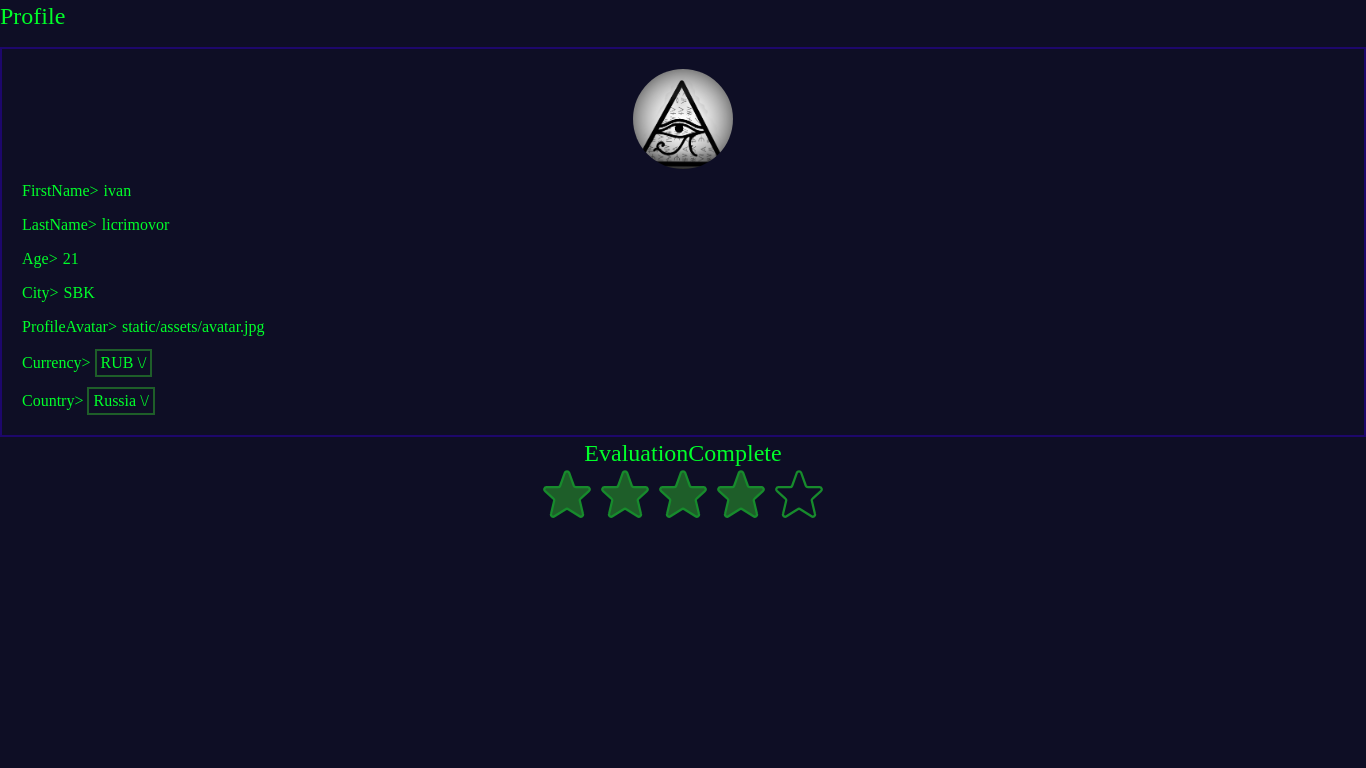 Profile
FirstName> ivan
LastName> licrimovor
Age> 21
City> SBK
ProfileAvatar> static/assets/avatar.jpg
Currency> RUB \/
Country> Russia \/
EvaluationComplete